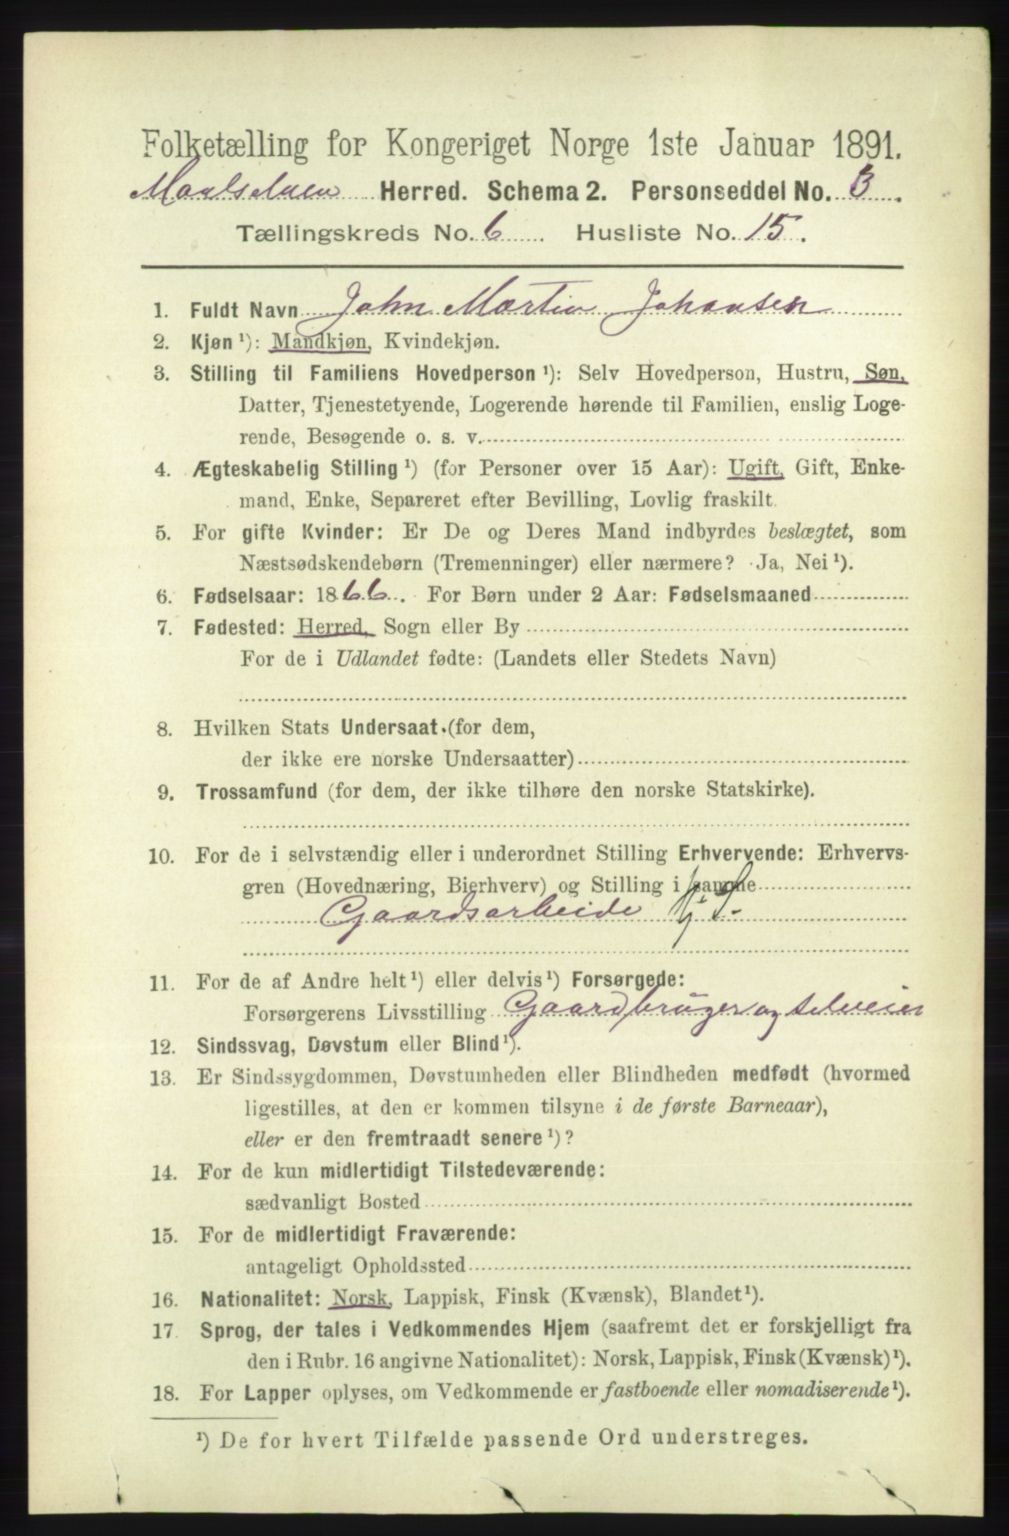 Folketælling for Kongeriget Norge 1ste Januar 1891.
Maalselven Herred. Schema 2. Personseddel No. 3.
Tællingskreds No. 6 Husliste No. 15.
1. Fuldt Navn John Martin Johansen
2. Kjøn ¹): Mandkjøn, Kvindekjøn.
3. Stilling til Familiens Hovedperson ¹): Selv Hovedperson, Hustru, Søn,
Datter, Tjenestetyende, Logerende hørende til Familien, enslig Loge-
rende, Besøgende o. s. v.
4. Ægteskabelig Stilling ¹) (for Personer over 15 Aar): Ugift, Gift, Enke-
mand, Enke, Separeret efter Bevilling, Lovlig fraskilt.
5. For gifte Kvinder: Er De og Deres Mand indbyrdes beslægtet, som
Næstsødskendebørn (Tremenninger) eller nærmere? Ja, Nei ¹).
6. Fødselsaar: 1866. For Børn under 2 Aar: Fødselsmaaned
7. Fødested: Herred, Sogn eller By
For de i Udlandet fødte: (Landets eller Stedets Navn)
8. Hvilken Stats Undersaat (for dem,
der ikke ere norske Undersaatter)
9. Trossamfund (for dem, der ikke tilhøre den norske Statskirke).
10. For de i selvstændig eller i underordnet Stilling Erhvervende: Erhvervs-
gren (Hovednæring, Bierhverv) og Stilling i samme
Gaardsarbeide
11. For de af Andre helt ¹) eller delvis ¹) Forsørgede:
Forsørgerens Livsstilling Gaardbruger og selveier
12. Sindssvag, Døvstum eller Blind ¹).
13. Er Sindssygdommen, Døvstumheden eller Blindheden medfødt (hvormed
ligestilles, at den er kommen tilsyne i de første Barneaar),
eller er den fremtraadt senere ¹)?
14. For de kun midlertidigt Tilstedeværende:
sædvanligt Bosted
15. For de midlertidigt Fraværende:
antageligt Opholdssted
16. Nationalitet: Norsk, Lappisk, Finsk (Kvænsk), Blandet ¹).
17. Sprog, der tales i Vedkommendes Hjem (saafremt det er forskjelligt fra
den i Rubr. 16 angivne Nationalitet): Norsk, Lappisk, Finsk (Kvænsk) ¹).
18. For Lapper oplyses, om Vedkommende er fastboende eller nomadiserende ¹).
¹) De for hvert Tilfælde passende Ord understreges.